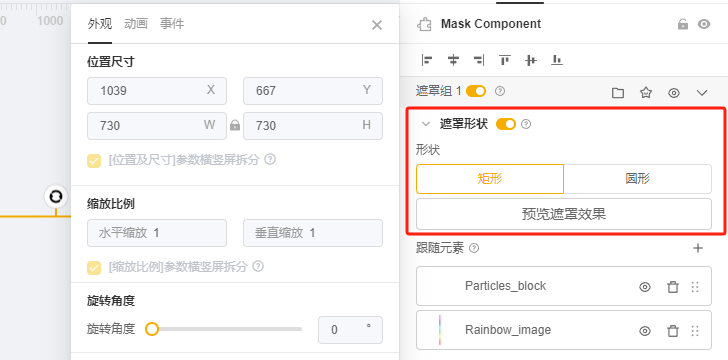 0
1000
外观 动画 事件
位置尺寸
1039 X 667 Y
730 W 730 H
[位置及尺寸]参数横竖屏拆分
缩放比例
水平缩放 1 垂直缩放 1
[缩放比例]参数横竖屏拆分
旋转角度
旋转角度 0 °
Mask Component
遮罩组 1
遮罩形状
形状
矩形 圆形
预览遮罩效果
跟随元素
Particles_block
Rainbow_image